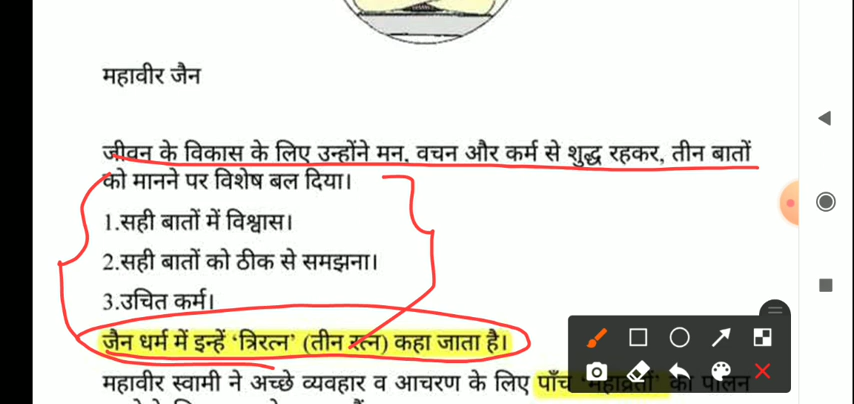 महावीर जैन
जीवन के विकास के लिए उन्होंने मन, वचन और कर्म से शुद्ध रहकर, तीन बातों
को मानने पर विशेष बल दिया।
1.सही बातों में विश्वास।
2.सही बातों को ठीक से समझना।
3.उचित कर्म।
जैन धर्म में इन्हें ‘त्रिरत्न’ (तीन रत्न) कहा जाता है।
महावीर स्वामी ने अच्छे व्यवहार व आचरण के लिए पाँच ‘महाव्रतों’ का पालन